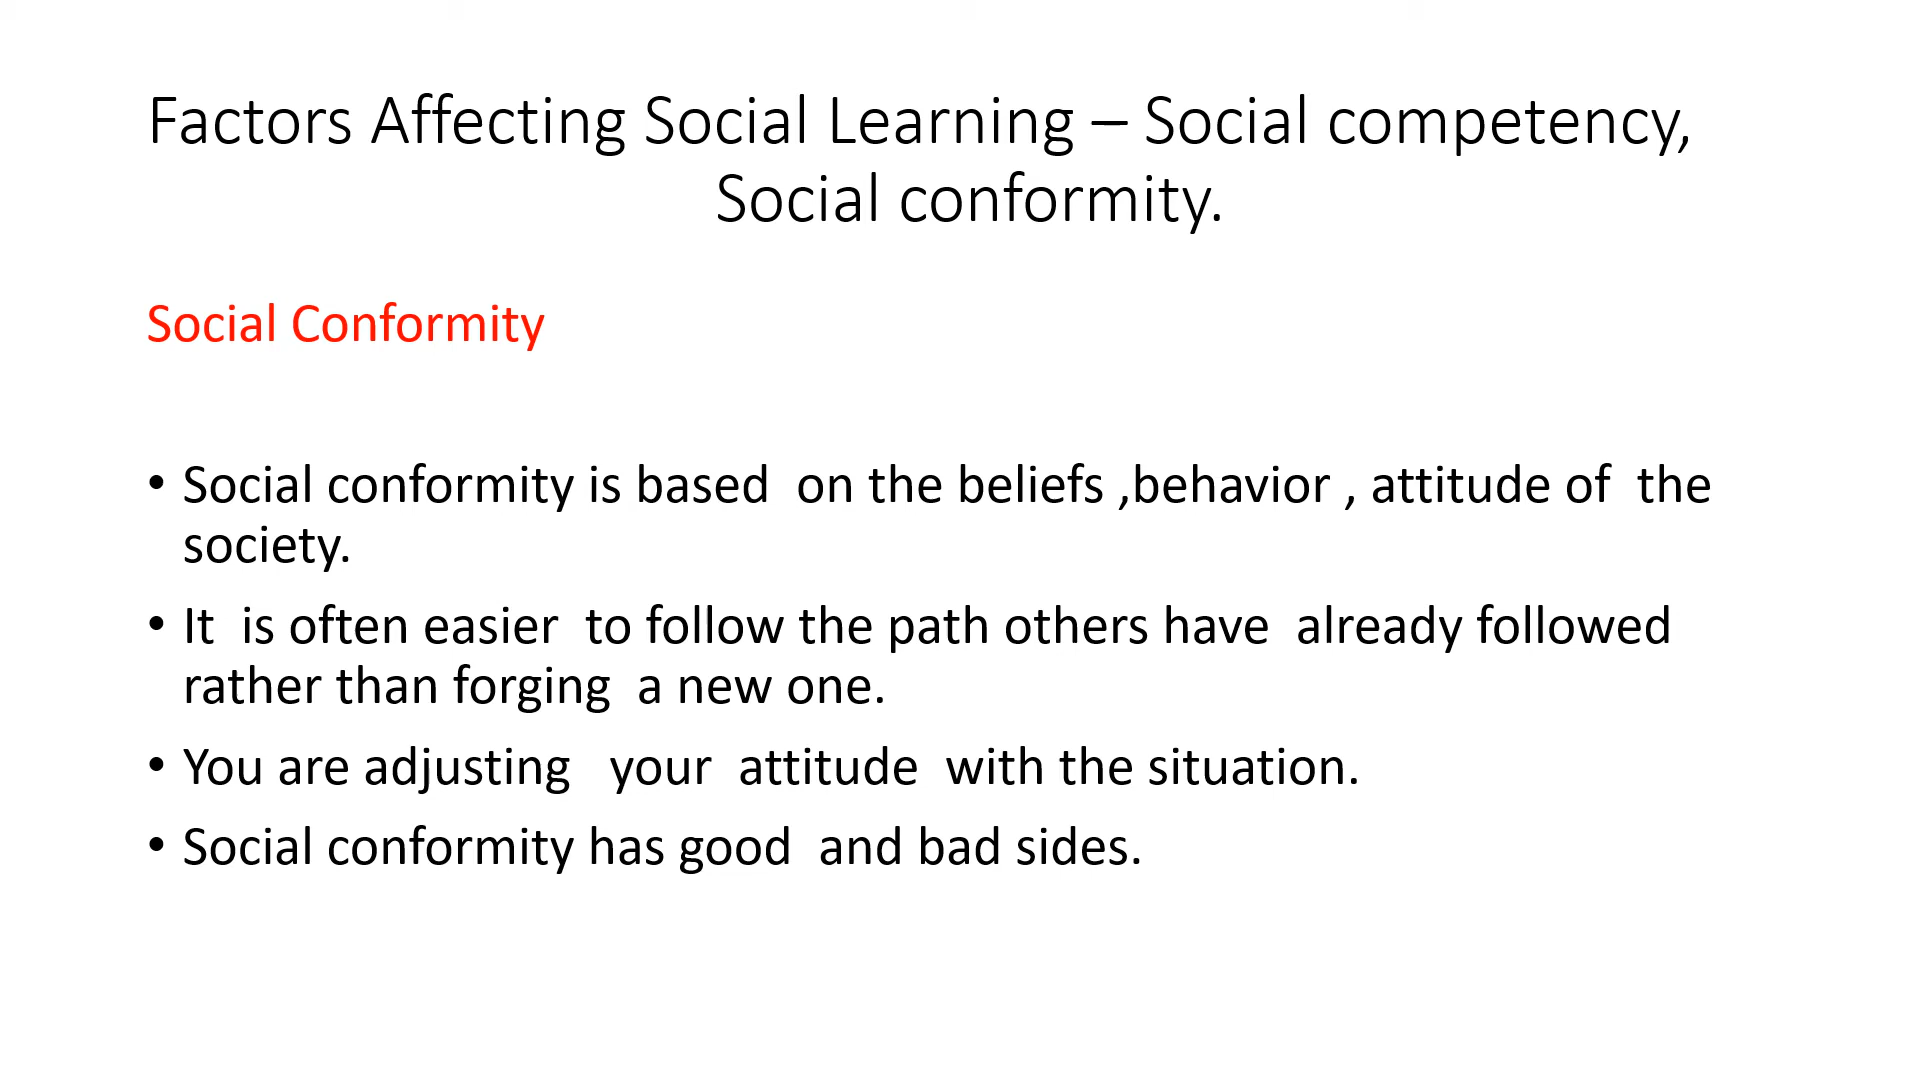 Factors Affecting Social Learning – Social competency,
Social conformity.
Social Conformity
• Social conformity is based  on the beliefs ,behavior , attitude of  the
society.
• It  is often easier  to follow the path others have  already followed
rather than forging  a new one.
• You are adjusting   your  attitude  with the situation.
• Social conformity has good  and bad sides.